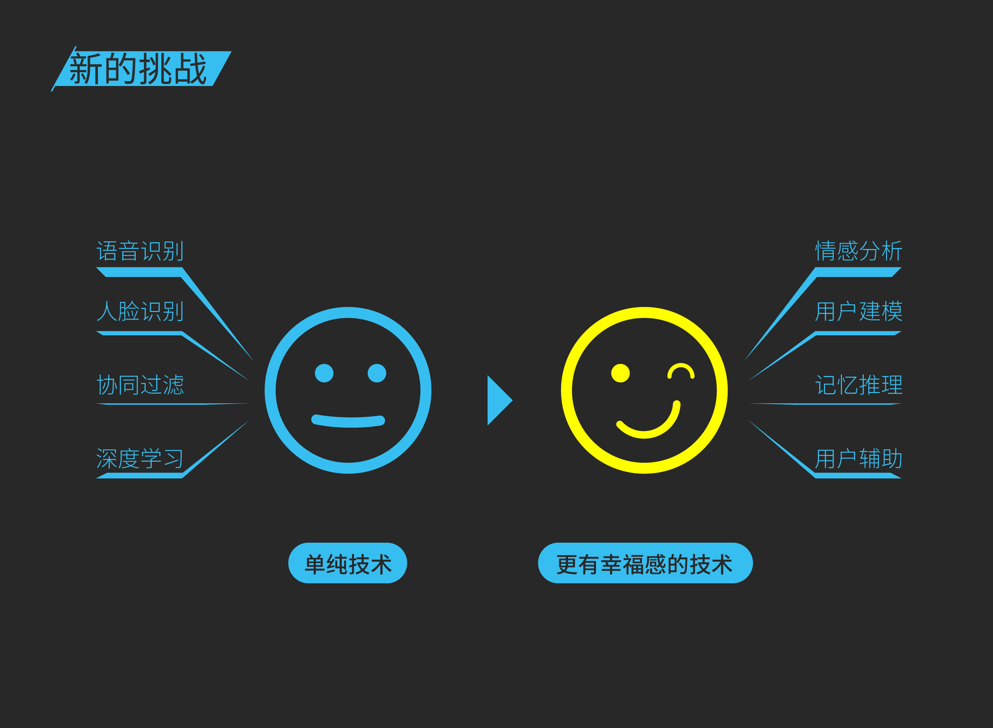 新的挑战
语音识别
人脸识别
协同过滤
深度学习
情感分析
用户建模
记忆推理
用户辅助
单纯技术
更有幸福感的技术